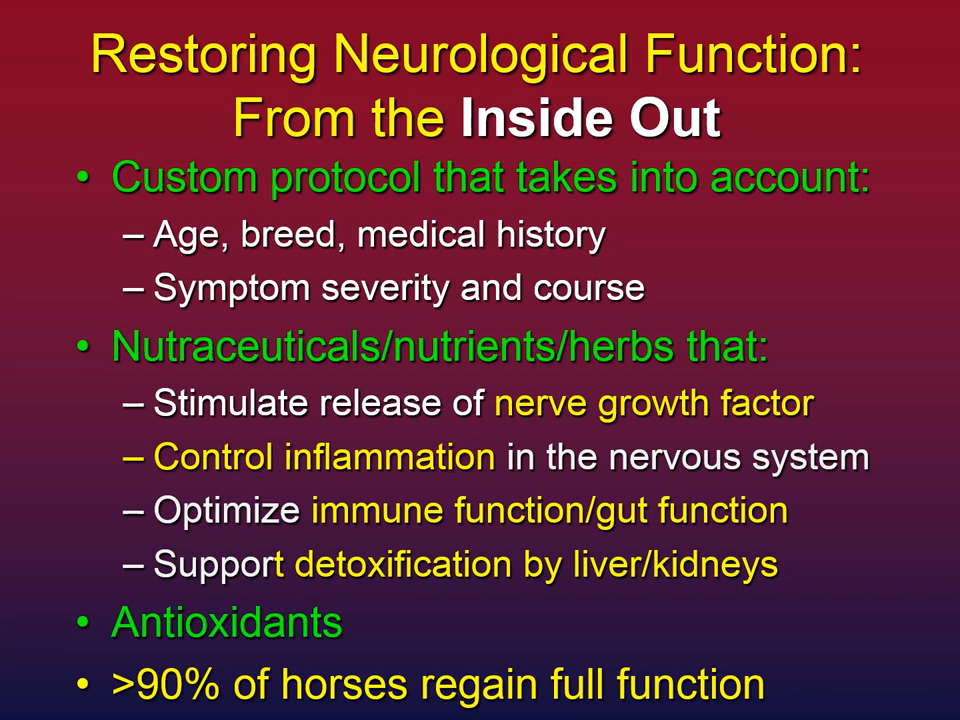 Restoring Neurological Function:
From the Inside Out
• Custom protocol that takes into account:
– Age, breed, medical history
– Symptom severity and course
• Nutraceuticals/nutrients/herbs that:
– Stimulate release of nerve growth factor
– Control inflammation in the nervous system
– Optimize immune function/gut function
– Support detoxification by liver/kidneys
• Antioxidants
• >90% of horses regain full function